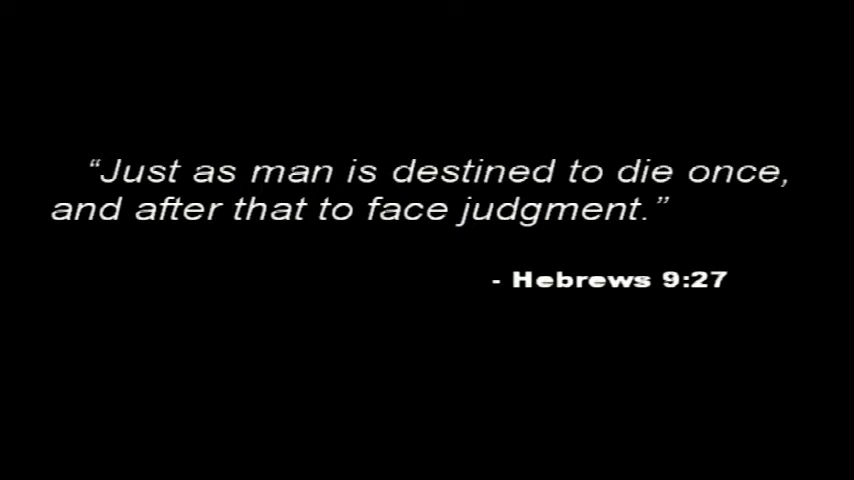 “Just as man is destined to die once,
and after that to face judgment.”
- Hebrews 9:27